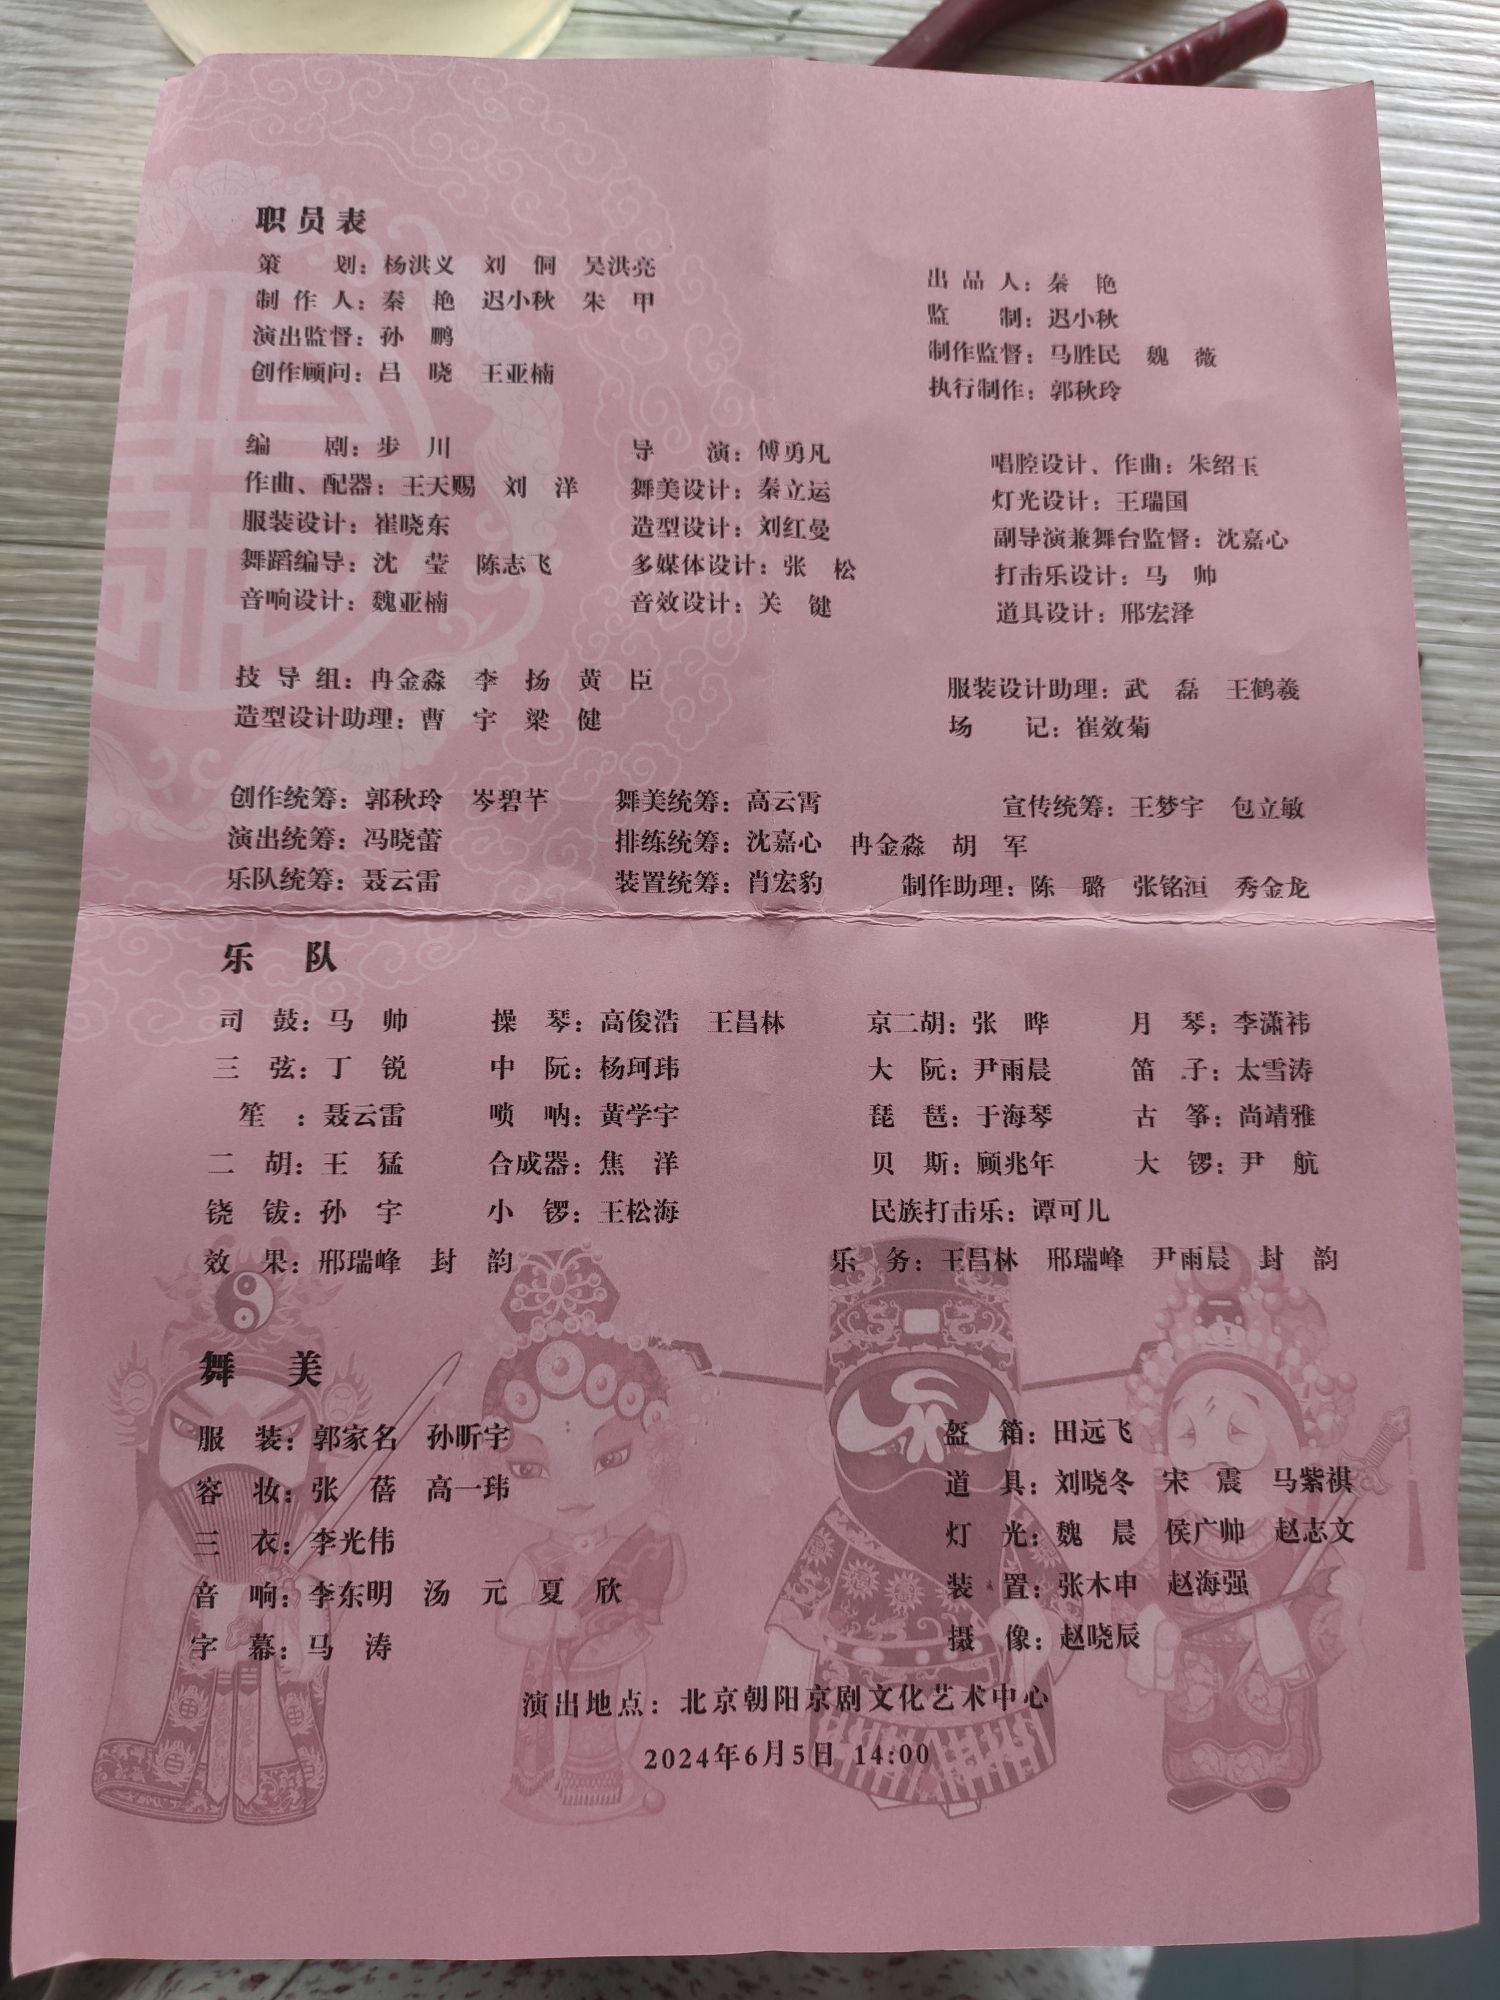 职员表
策 划：杨洪义 刘 侗 吴洪亮 出品人：秦 艳
制作人：秦 艳 迟小秋 朱 甲 监 制：迟小秋
演出监督：孙 鹏 制作监督：马胜民 魏 薇
创作顾问：吕 晓 王亚楠 执行制作：郭秋玲
编 剧：步 川 导 演：傅勇凡 唱腔设计、作曲：朱绍玉
作曲、配器：王天赐 刘 洋 舞美设计：秦立运 灯光设计：王瑞国
服装设计：崔晓东 造型设计：刘红曼 副导演兼舞台监督：沈嘉心
舞蹈编导：沈 莹 陈志飞 多媒体设计：张 松 打击乐设计：马 帅
音响设计：魏亚楠 音效设计：关 键 道具设计：邢宏泽
技导组：冉金淼 李 扬 黄 臣 服装设计助理：武 磊 王鹤羲
造型设计助理：曹 宇 梁 健 场 记：崔效菊
创作统筹：郭秋玲 岑碧芊 舞美统筹：高云霄 宣传统筹：王梦宇 包立敏
演出统筹：冯晓蕾 排练统筹：沈嘉心 冉金淼 胡 军
乐队统筹：聂云雷 装置统筹：肖宏豹 制作助理：陈 璐 张铭洹 秀金龙
乐 队
司 鼓：马 帅 操 琴：高俊浩 王昌林 京二胡：张 晔 月 琴：李潇祎
三 弦：丁 锐 中 阮：杨珂玮 大 阮：尹雨晨 笛 子：太雪涛
笙 ：聂云雷 唢 呐：黄学宇 琵 琶：于海琴 古 筝：尚靖雅
二 胡：王 猛 合成器：焦 洋 贝 斯：顾兆年 大 锣：尹 航
铙 钹：孙 宇 小 锣：王松海 民族打击乐：谭可儿
效 果：邢瑞峰 封 韵 乐 务：王昌林 邢瑞峰 尹雨晨 封 韵
舞 美
服 装：郭家名 孙昕宇 盔 箱：田远飞
容 妆：张 蓓 高一玮 道 具：刘晓冬 宋 震 马紫祺
三 衣：李光伟 灯 光：魏 晨 侯广帅 赵志文
音 响：李东明 汤 元 夏 欣 装 置：张木申 赵海强
字 幕：马 涛 摄 像：赵晓辰
演出地点：北京朝阳京剧文化艺术中心
2024年6月5日 14:00